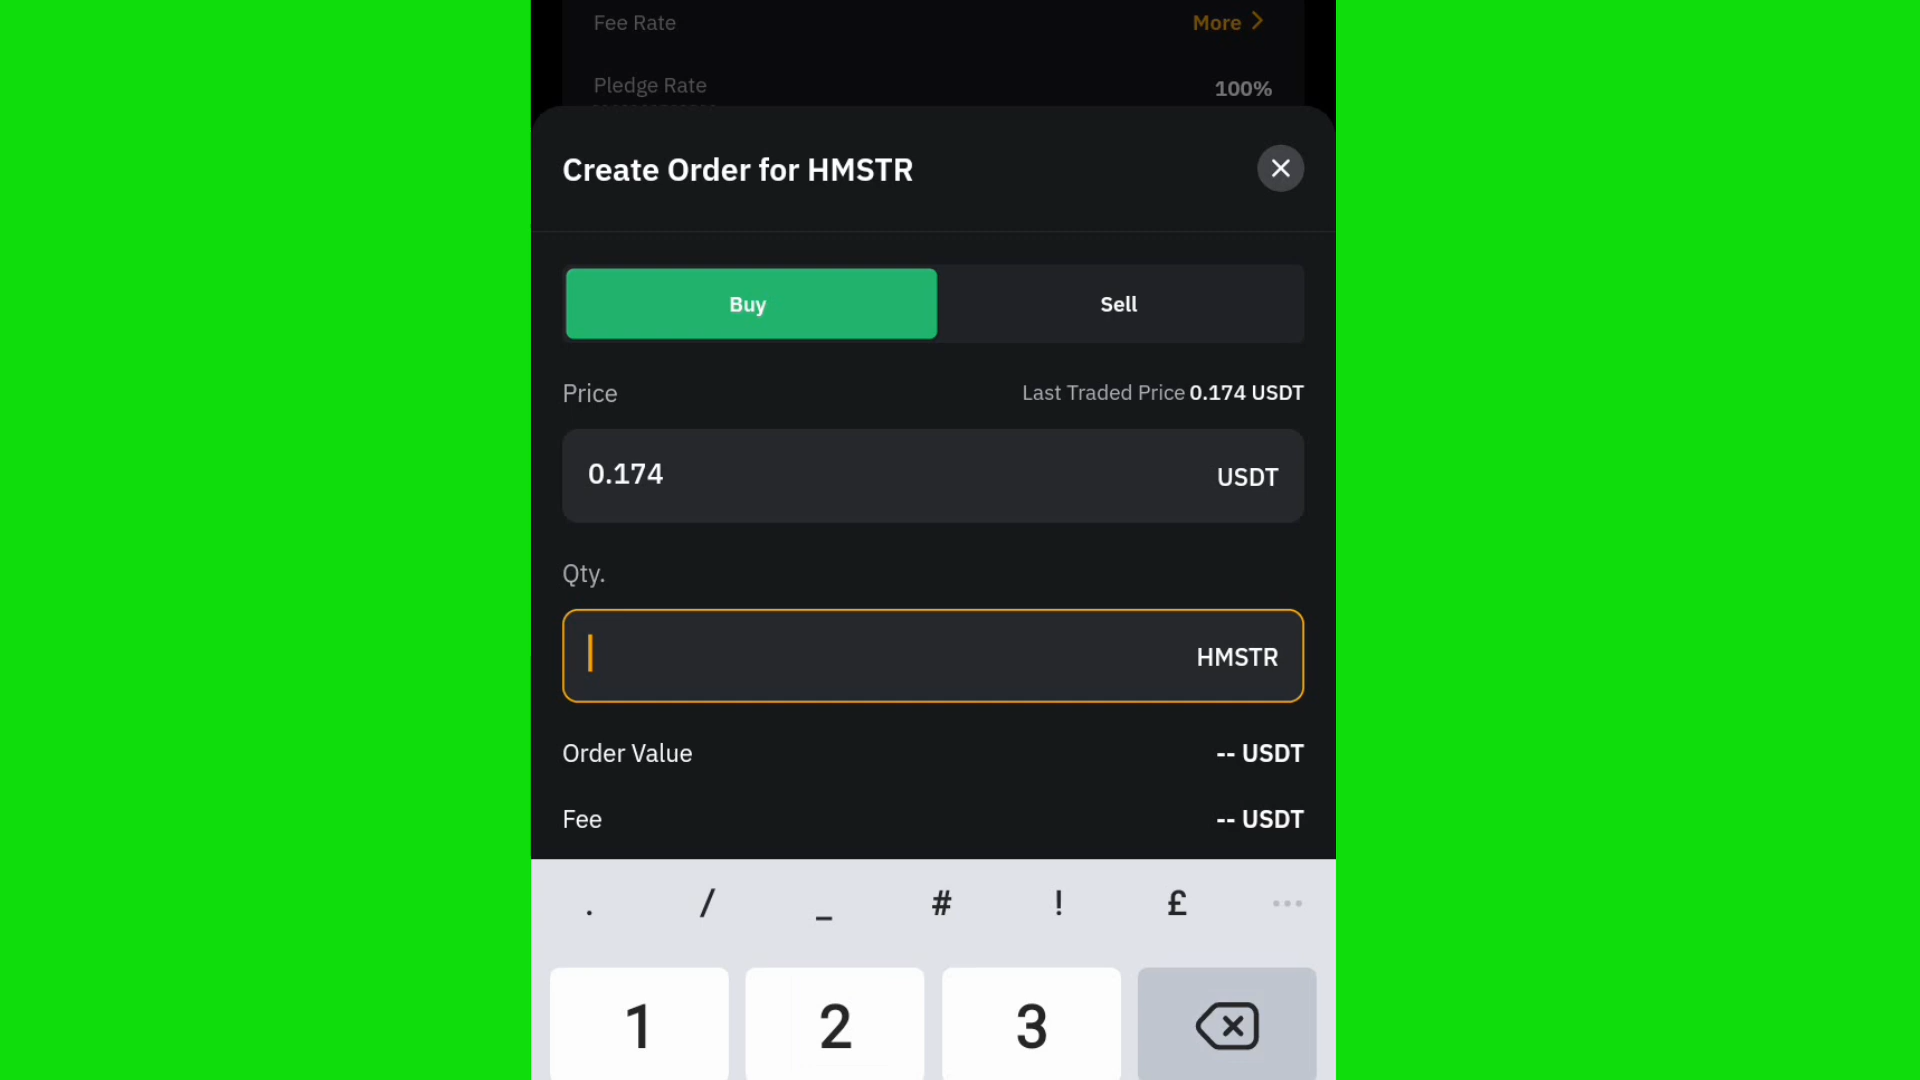 Fee Rate More
Pledge Rate 100%
Create Order for HMSTR
Buy Sell
Price Last Traded Price 0.174 USDT
0.174 USDT
Qty.
HMSTR
Order Value -- USDT
Fee -- USDT
. / _ # ! £ ...
1 2 3